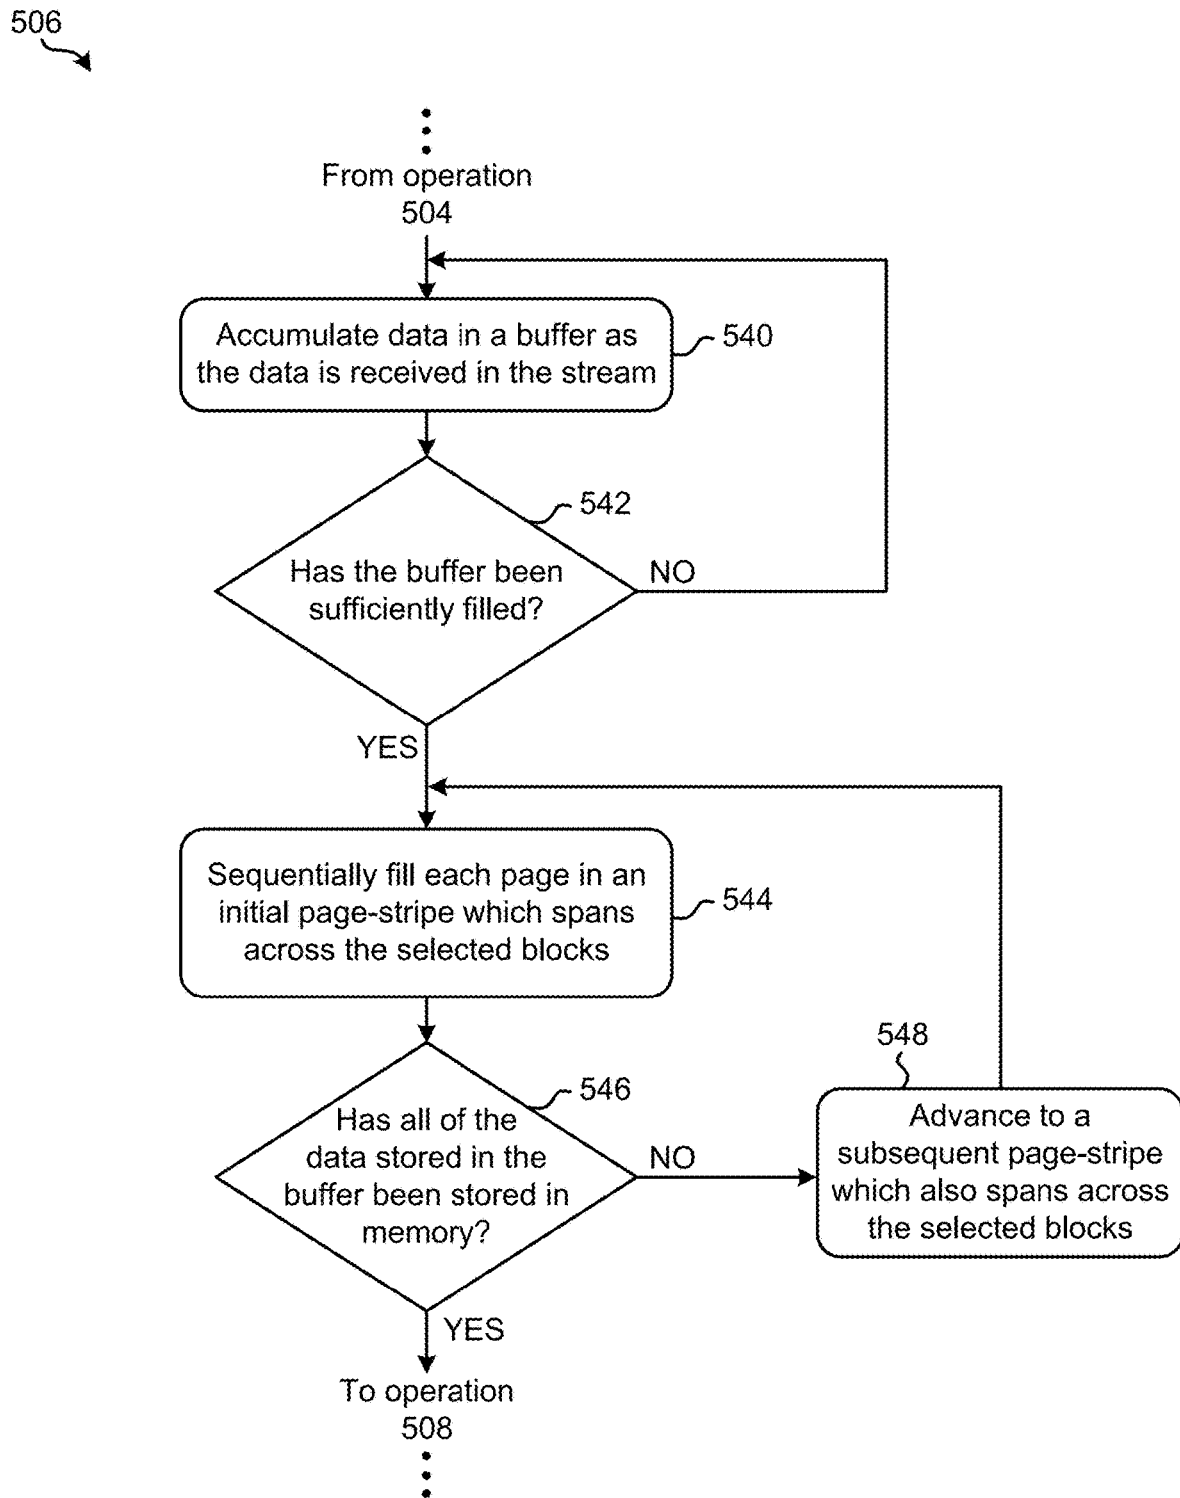 506
From operation
504
Accumulate data in a buffer as
the data is received in the stream
540
542
Has the buffer been
sufficiently filled?
NO
YES
Sequentially fill each page in an
initial page-stripe which spans
across the selected blocks
544
546
Has all of the
data stored in the
buffer been stored in
memory?
NO
548
Advance to a
subsequent page-stripe
which also spans across
the selected blocks
YES
To operation
508